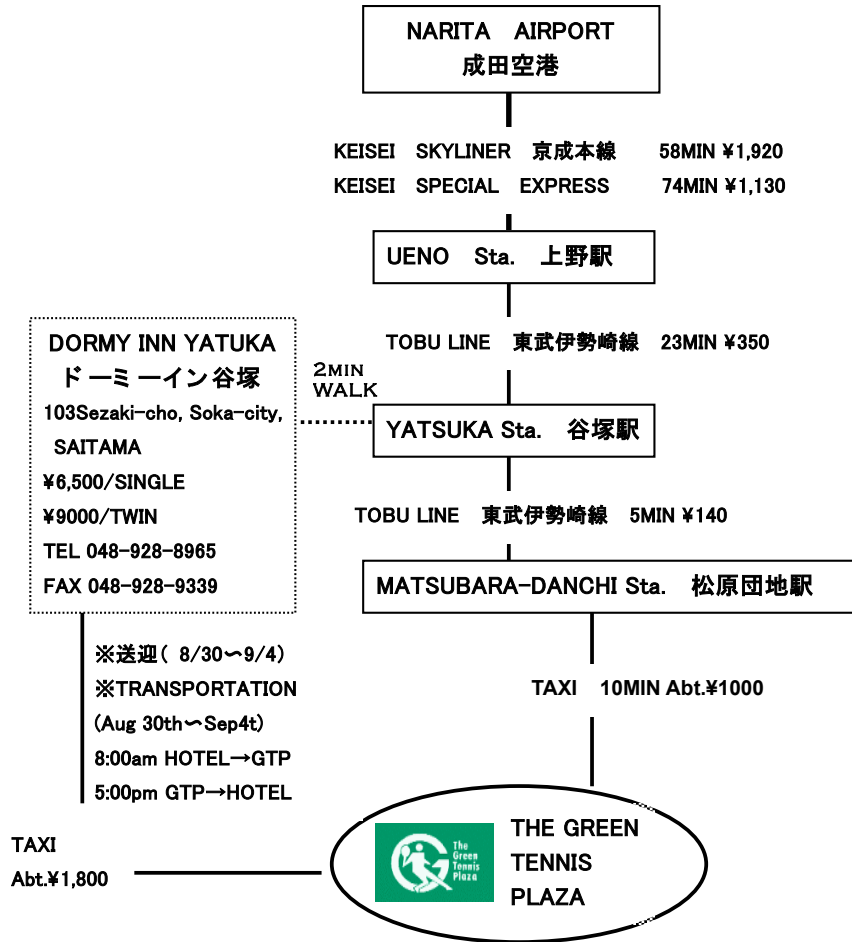 NARITA AIRPORT
成田空港
KEISEI SKYLINER 京成本線 58MIN ¥1,920
KEISEI SPECIAL EXPRESS 74MIN ¥1,130
UENO Sta. 上野駅
TOBU LINE 東武伊勢崎線 23MIN ¥350
DORMY INN YATUKA
ドーミーイン谷塚
103Sezaki-cho, Soka-city,
SAITAMA
¥6,500/SINGLE
¥9000/TWIN
TEL 048-928-8965
FAX 048-928-9339
2MIN
WALK
YATSUKA Sta. 谷塚駅
TOBU LINE 東武伊勢崎線 5MIN ¥140
MATSUBARA-DANCHI Sta. 松原団地駅
※送迎( 8/30～9/4)
※TRANSPORTATION
(Aug 30th～Sep4t)
8:00am HOTEL→GTP
5:00pm GTP→HOTEL
TAXI 10MIN Abt.¥1000
TAXI
Abt.¥1,800
The
Green
Tennis
Plaza
THE GREEN
TENNIS
PLAZA